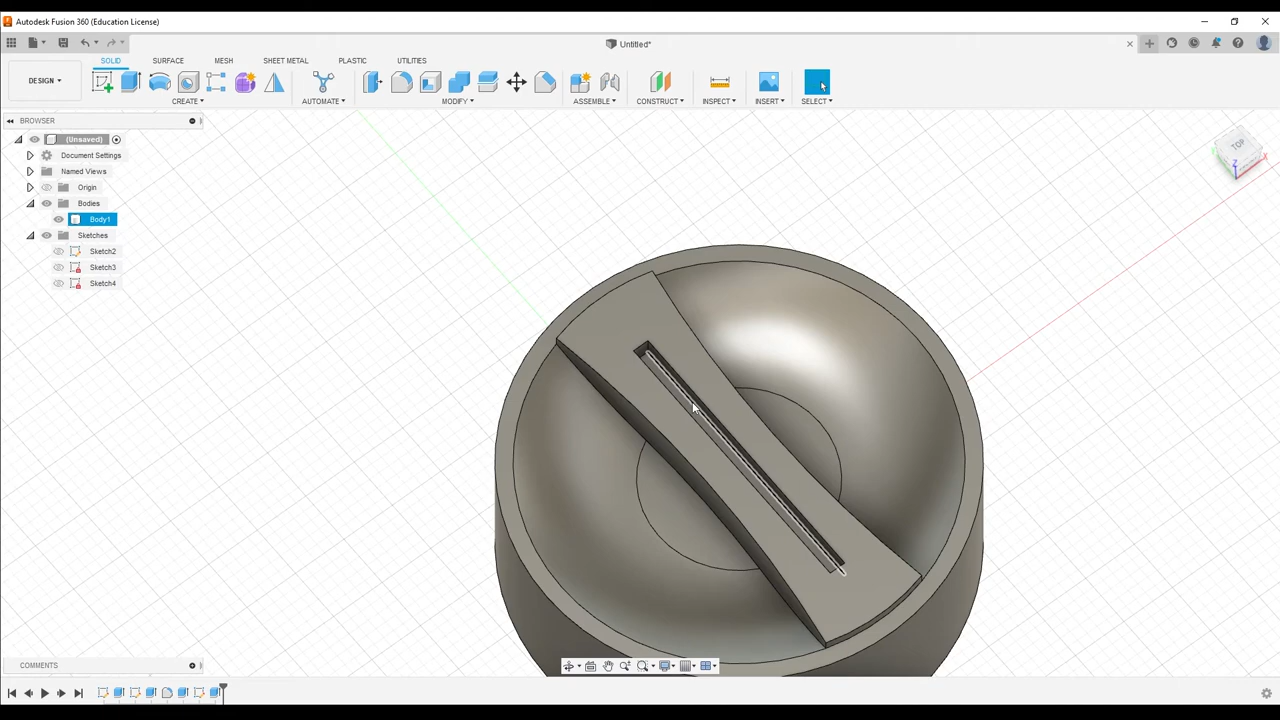 Autodesk Fusion 360 (Education License)
Untitled*
DESIGN
SOLID
SURFACE
MESH
SHEET METAL
PLASTIC
UTILITIES
CREATE
AUTOMATE
MODIFY
ASSEMBLE
CONSTRUCT
INSPECT
INSERT
SELECT
BROWSER
(Unsaved)
Document Settings
Named Views
Origin
Bodies
Body1
Sketches
Sketch2
Sketch3
Sketch4
TOP
X
Z
COMMENTS